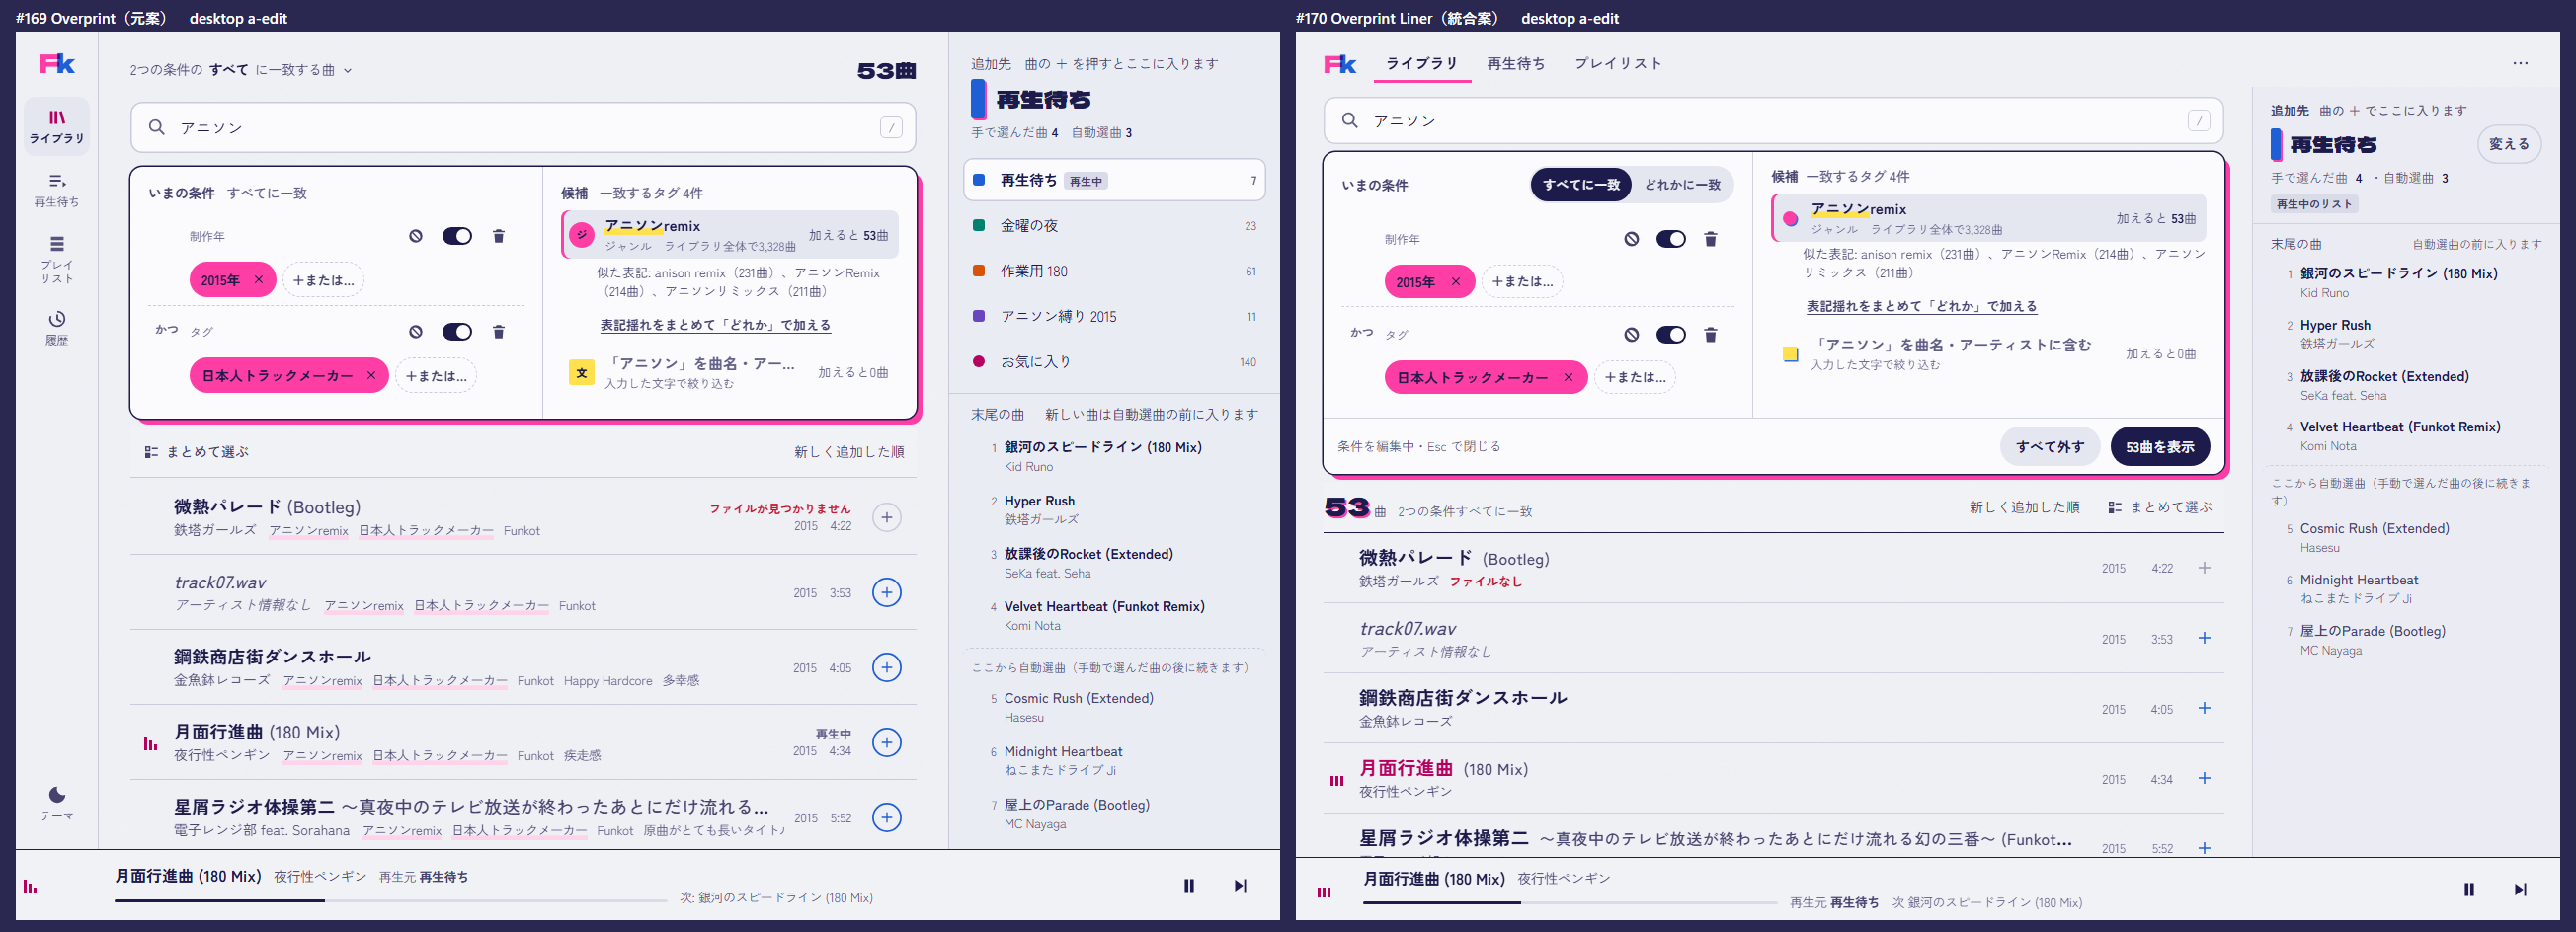 #169 Overprint（元案） desktop a-edit
Fk
ライブラリ
再生待ち
プレイ
リスト
履歴
テーマ
2つの条件の すべて に一致する曲
53曲
アニソン
/
いまの条件 すべてに一致
制作年
2015年 ×
＋または…
かつ タグ
日本人トラックメーカー ×
＋または…
候補 一致するタグ 4件
ジ
アニソンremix
ジャンル ライブラリ全体で3,328曲
加えると 53曲
似た表記: anison remix（231曲）、アニソンRemix
（214曲）、アニソンリミックス（211曲）
表記揺れをまとめて「どれか」で加える
文
「アニソン」を曲名・アー…
入力した文字で絞り込む
加えると0曲
まとめて選ぶ
新しく追加した順
微熱パレード (Bootleg)
鉄塔ガールズ アニソンremix 日本人トラックメーカー Funkot
ファイルが見つかりません
2015 4:22
track07.wav
アーティスト情報なし アニソンremix 日本人トラックメーカー Funkot
2015 3:53
鋼鉄商店街ダンスホール
金魚鉢レコーズ アニソンremix 日本人トラックメーカー Funkot Happy Hardcore 多幸感
2015 4:05
月面行進曲 (180 Mix)
夜行性ペンギン アニソンremix 日本人トラックメーカー Funkot 疾走感
再生中
2015 4:34
星屑ラジオ体操第二 〜真夜中のテレビ放送が終わったあとにだけ流れる…
電子レンジ部 feat. Sorahana アニソンremix 日本人トラックメーカー Funkot 原曲がとても長いタイト
2015 5:52
追加先 曲の ＋ を押すとここに入ります
再生待ち
手で選んだ曲 4 自動選曲 3
再生待ち 再生中 7
金曜の夜 23
作業用 180 61
アニソン縛り 2015 11
お気に入り 140
末尾の曲 新しい曲は自動選曲の前に入ります
1 銀河のスピードライン (180 Mix)
Kid Runo
2 Hyper Rush
鉄塔ガールズ
3 放課後のRocket (Extended)
SeKa feat. Seha
4 Velvet Heartbeat (Funkot Remix)
Komi Nota
ここから自動選曲（手動で選んだ曲の後に続きます）
5 Cosmic Rush (Extended)
Hasesu
6 Midnight Heartbeat
ねこまたドライブ Ji
7 屋上のParade (Bootleg)
MC Nayaga
月面行進曲 (180 Mix) 夜行性ペンギン 再生元 再生待ち
次: 銀河のスピードライン (180 Mix)
#170 Overprint Liner（統合案） desktop a-edit
Fk
ライブラリ 再生待ち プレイリスト
…
アニソン
/
いまの条件
すべてに一致 どれかに一致
制作年
2015年 ×
＋または…
かつ タグ
日本人トラックメーカー ×
＋または…
候補 一致するタグ 4件
アニソンremix
ジャンル ライブラリ全体で3,328曲
加えると 53曲
似た表記: anison remix（231曲）、アニソンRemix（214曲）、アニソン
リミックス（211曲）
表記揺れをまとめて「どれか」で加える
「アニソン」を曲名・アーティストに含む
入力した文字で絞り込む
加えると0曲
条件を編集中・Esc で閉じる
すべて外す
53曲を表示
53 曲 2つの条件すべてに一致
新しく追加した順
まとめて選ぶ
微熱パレード (Bootleg)
鉄塔ガールズ ファイルなし
2015 4:22 ＋
track07.wav
アーティスト情報なし
2015 3:53 ＋
鋼鉄商店街ダンスホール
金魚鉢レコーズ
2015 4:05 ＋
月面行進曲 (180 Mix)
夜行性ペンギン
2015 4:34 ＋
星屑ラジオ体操第二 〜真夜中のテレビ放送が終わったあとにだけ流れる幻の三番〜 (Funkot…
2015 5:52 ＋
追加先 曲の ＋ でここに入ります
再生待ち
変える
手で選んだ曲 4 ・自動選曲 3
再生中のリスト
末尾の曲 自動選曲の前に入ります
1 銀河のスピードライン (180 Mix)
Kid Runo
2 Hyper Rush
鉄塔ガールズ
3 放課後のRocket (Extended)
SeKa feat. Seha
4 Velvet Heartbeat (Funkot Remix)
Komi Nota
ここから自動選曲（手動で選んだ曲の後に続きま
す）
5 Cosmic Rush (Extended)
Hasesu
6 Midnight Heartbeat
ねこまたドライブ Ji
7 屋上のParade (Bootleg)
MC Nayaga
月面行進曲 (180 Mix) 夜行性ペンギン
再生元 再生待ち 次 銀河のスピードライン (180 Mix)